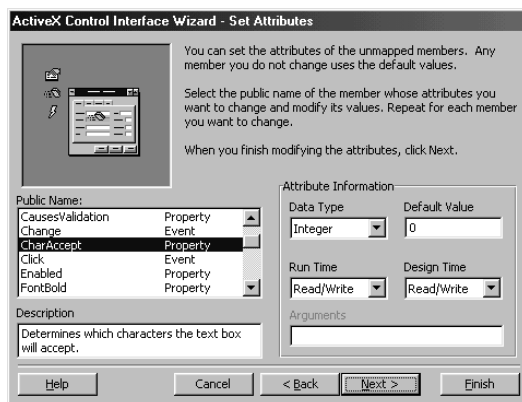 ActiveX Control Interface Wizard - Set Attributes
You can set the attributes of the unmapped members. Any
member you do not change uses the default values.
Select the public name of the member whose attributes you
want to change and modify its values. Repeat for each member
you want to change.
When you finish modifying the attributes, click Next.
Public Name:
CausesValidation Property
Change Event
CharAccept Property
Click Event
Enabled Property
FontBold Property
Description
Determines which characters the text box
will accept.
Attribute Information
Data Type Default Value
Integer 0
Run Time Design Time
Read/Write Read/Write
Arguments
Help Cancel < Back Next > Finish